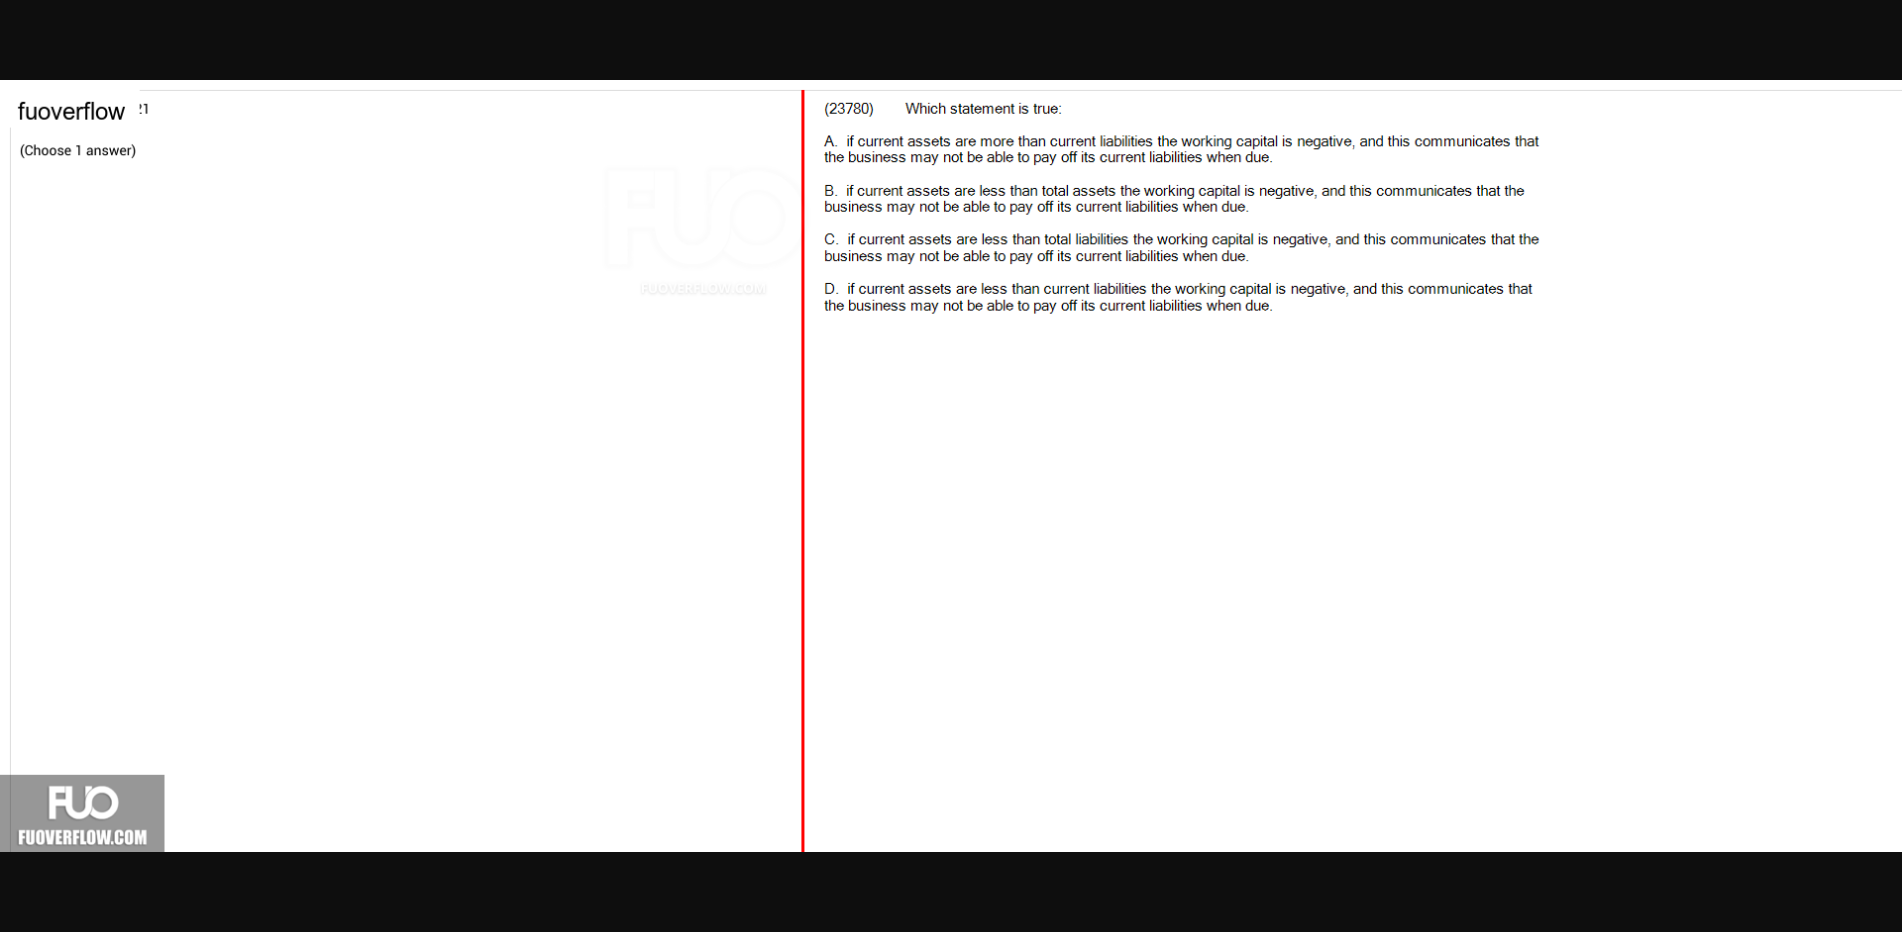 fuoverflow 21
(Choose 1 answer)
FUO
FUOVERFLOW.COM
(23780) Which statement is true:
A. if current assets are more than current liabilities the working capital is negative, and this communicates that
the business may not be able to pay off its current liabilities when due.
B. if current assets are less than total assets the working capital is negative, and this communicates that the
business may not be able to pay off its current liabilities when due.
C. if current assets are less than total liabilities the working capital is negative, and this communicates that the
business may not be able to pay off its current liabilities when due.
D. if current assets are less than current liabilities the working capital is negative, and this communicates that
the business may not be able to pay off its current liabilities when due.
FUO
FUOVERFLOW.COM